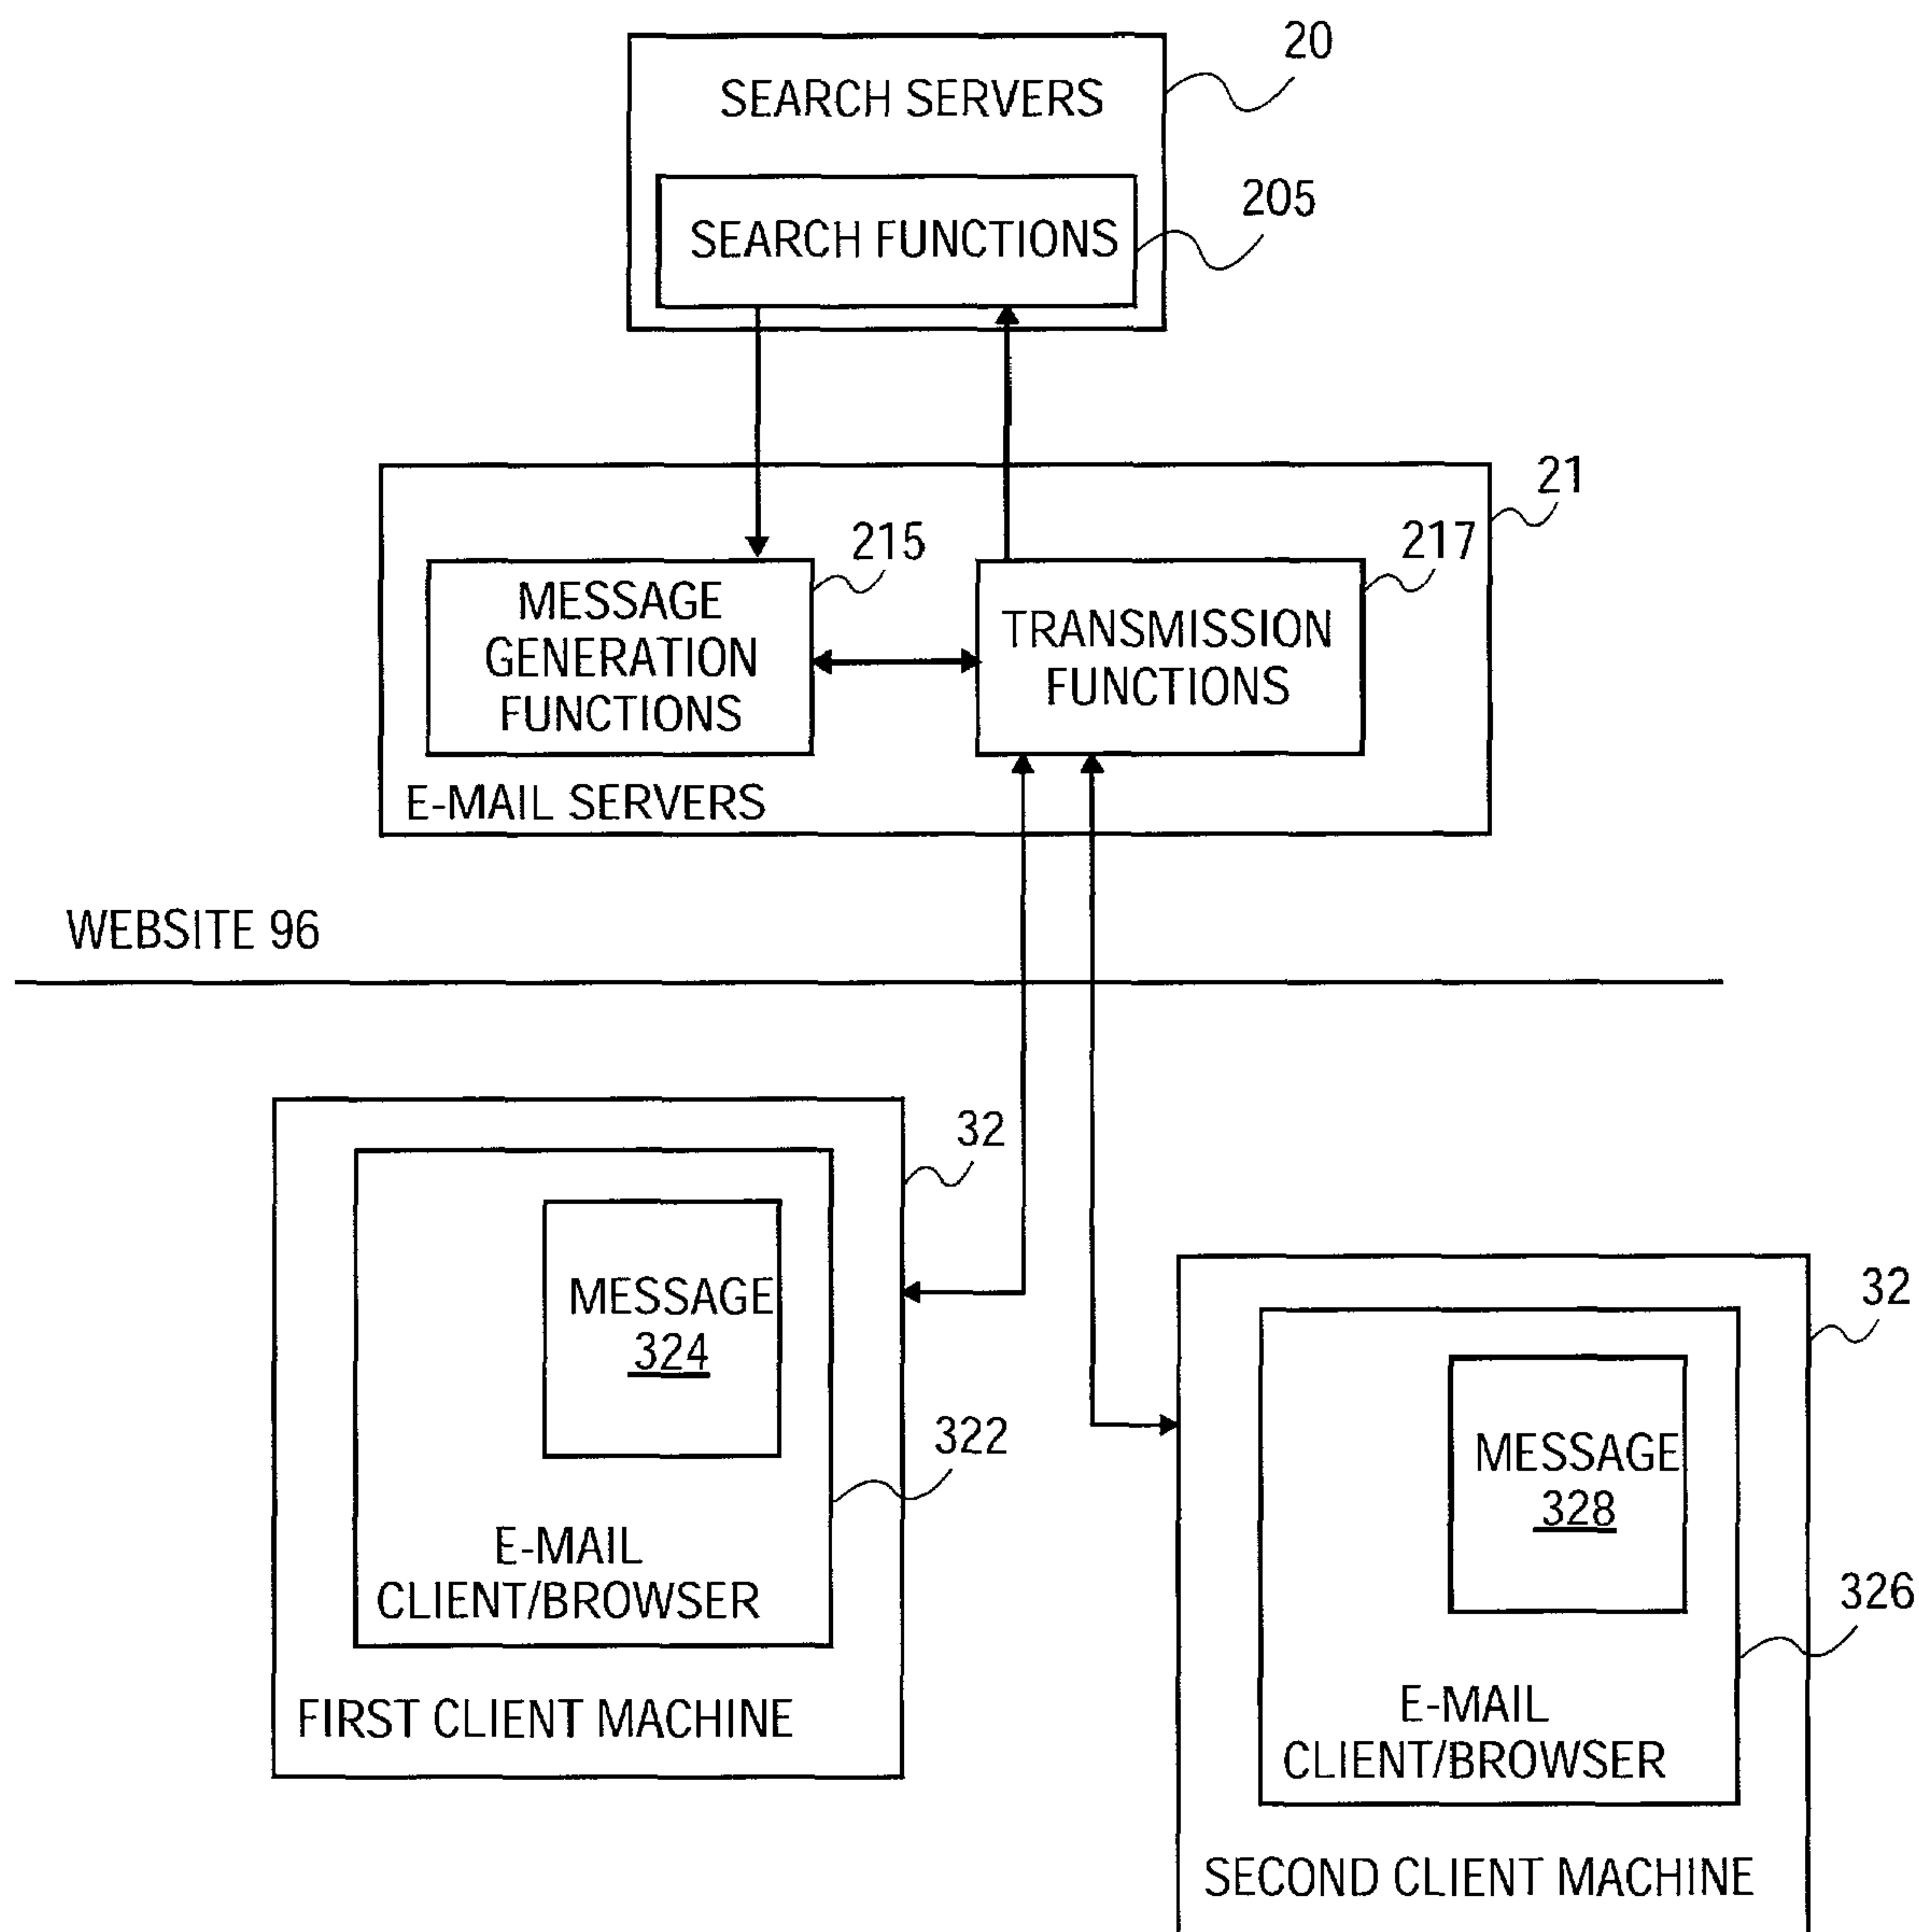 20
SEARCH SERVERS
205
SEARCH FUNCTIONS
21
215
217
MESSAGE
GENERATION
FUNCTIONS
TRANSMISSION
FUNCTIONS
E-MAIL SERVERS
WEBSITE 96
32
MESSAGE
324
322
E-MAIL
CLIENT/BROWSER
FIRST CLIENT MACHINE
32
MESSAGE
328
326
E-MAIL
CLIENT/BROWSER
SECOND CLIENT MACHINE